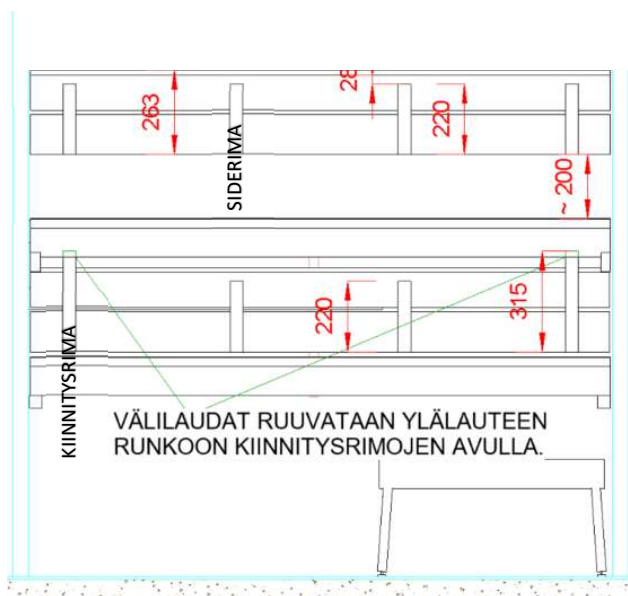 263
SIDERIMA
28
220
~ 200
KIINNITYSRIMA
220
315
VÄLILAUDAT RUUVATAAN YLÄLAUTEEN
RUNKOON KIINNITYSRIMOJEN AVULLA.